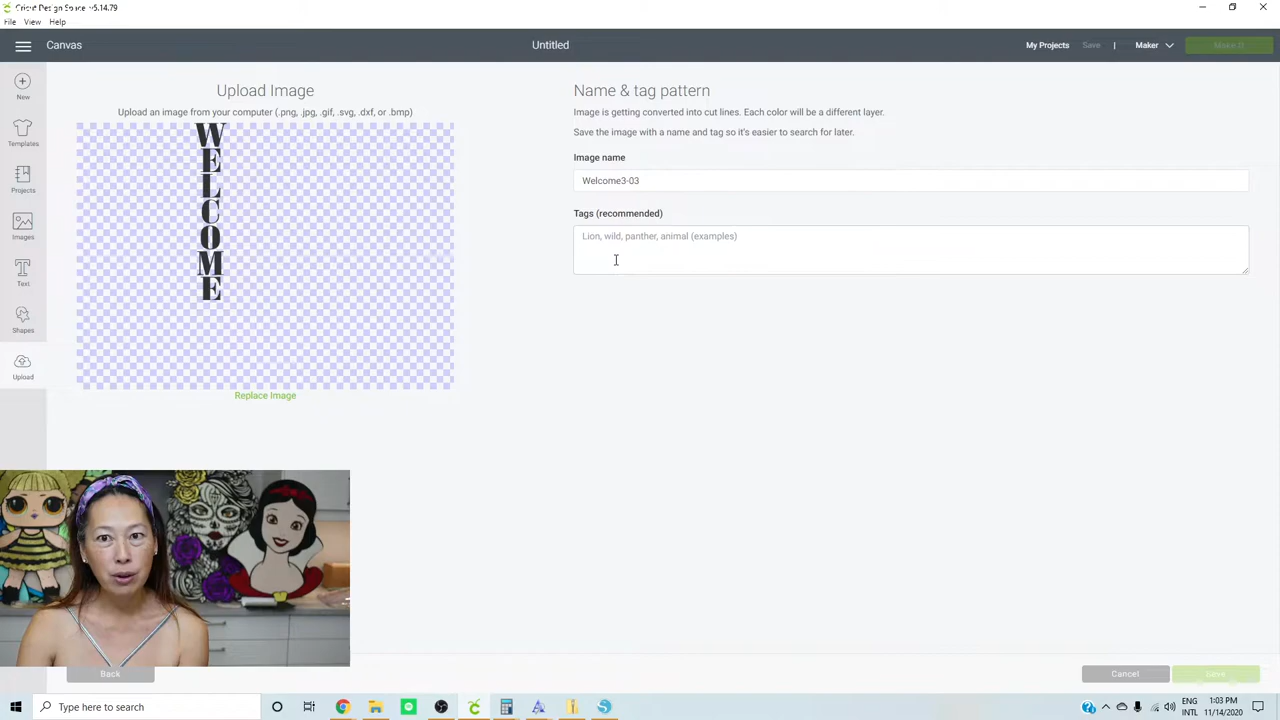 Cricut Design Space v5.14.79
File View Help
Canvas
Untitled
My Projects Save | Maker Make It
New
Templates
Projects
Images
Text
Shapes
Upload
Upload Image
Upload an image from your computer (.png, .jpg, .gif, .svg, .dxf, or .bmp)
W
E
L
C
O
M
E
Replace Image
Name & tag pattern
Image is getting converted into cut lines. Each color will be a different layer.
Save the image with a name and tag so it's easier to search for later.
Image name
Welcome3-03
Tags (recommended)
Lion, wild, panther, animal (examples)
Back
Cancel Save
Type here to search
ENG
INTL
1:03 PM
11/14/2020